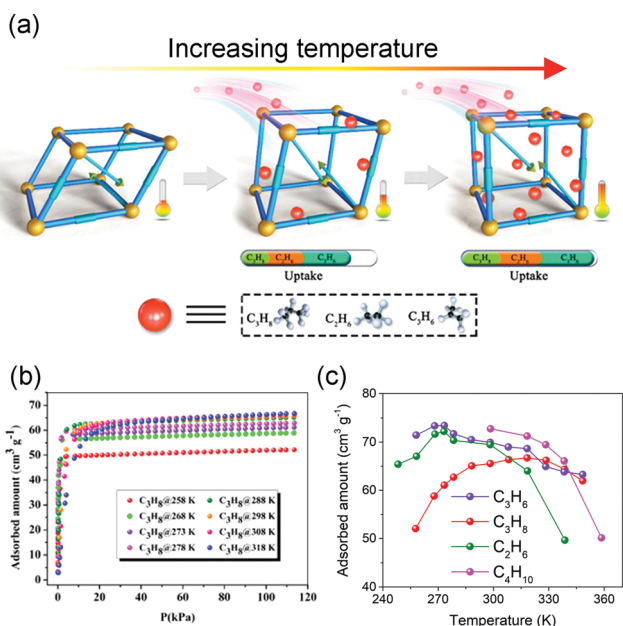 (a)
Increasing temperature
C₃H₈ C₂H₆ C₃H₆
Uptake
C₃H₈ C₂H₆ C₃H₆
Uptake
C₃H₈ C₂H₆ C₃H₆
(b)
Adsorbed amount (cm³ g⁻¹)
70
60
50
40
30
20
10
0
0 20 40 60 80 100 120
P(kPa)
C₃H₈@258 K C₃H₈@288 K
C₃H₈@268 K C₃H₈@298 K
C₃H₈@273 K C₃H₈@308 K
C₃H₈@278 K C₃H₈@318 K
(c)
Adsorbed amount (cm³ g⁻¹)
80
70
60
50
40
C₃H₆
C₃H₈
C₂H₆
C₄H₁₀
240 270 300 330 360
Temperature (K)